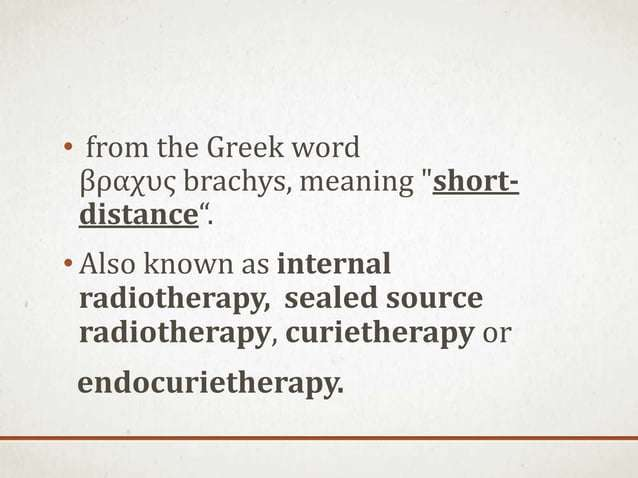 • from the Greek word
βραχυς brachys, meaning "short-
distance“.
• Also known as internal
radiotherapy, sealed source
radiotherapy, curietherapy or
endocurietherapy.